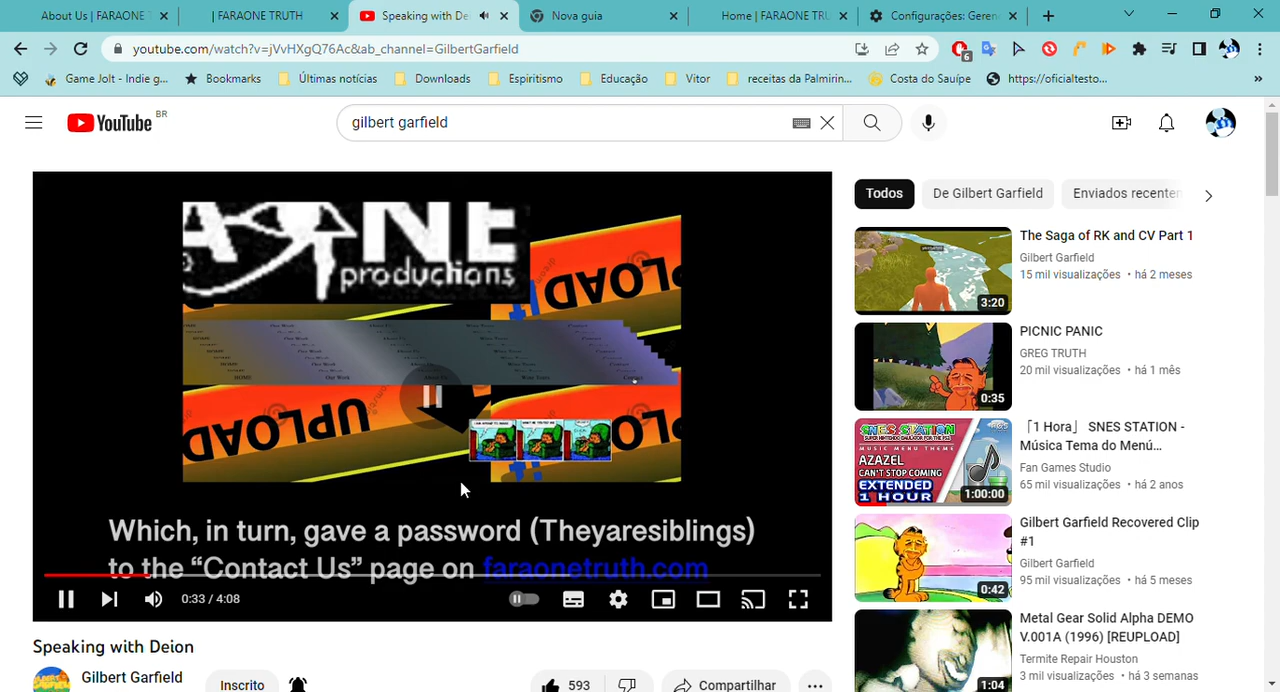 About Us | FARAONE T
| FARAONE TRUTH
Speaking with De
Nova guia
Home | FARAONE TRU
Configurações: Geren
youtube.com/watch?v=jVvHXgQ76Ac&ab_channel=GilbertGarfield
6
Game Jolt - Indie g...
Bookmarks
Últimas notícias
Downloads
Espiritismo
Educação
Vitor
receitas da Palmirin...
Costa do Sauípe
https://oficialtesto...
»
YouTube BR
gilbert garfield
Todos
De Gilbert Garfield
Enviados recenten
NE
productions
UPLOAD
UPLOAD
Which, in turn, gave a password (Theyaresiblings)
to the “Contact Us” page on faraonetruth.com
0:33 / 4:08
Speaking with Deion
Gilbert Garfield
Inscrito
593
Compartilhar
The Saga of RK and CV Part 1
Gilbert Garfield
15 mil visualizações • há 2 meses
3:20
PICNIC PANIC
GREG TRUTH
20 mil visualizações • há 1 mês
0:35
「1 Hora」 SNES STATION -
Música Tema do Menú...
Fan Games Studio
65 mil visualizações • há 2 anos
SNES STATION
MUSIC MENU THEME
AZAZEL
CAN'T STOP COMING
EXTENDED
1 HOUR
1:00:00
Gilbert Garfield Recovered Clip
#1
Gilbert Garfield
95 mil visualizações • há 5 meses
0:42
Metal Gear Solid Alpha DEMO
V.001A (1996) [REUPLOAD]
Termite Repair Houston
676 mil visualizações • há 3 semanas
1:04